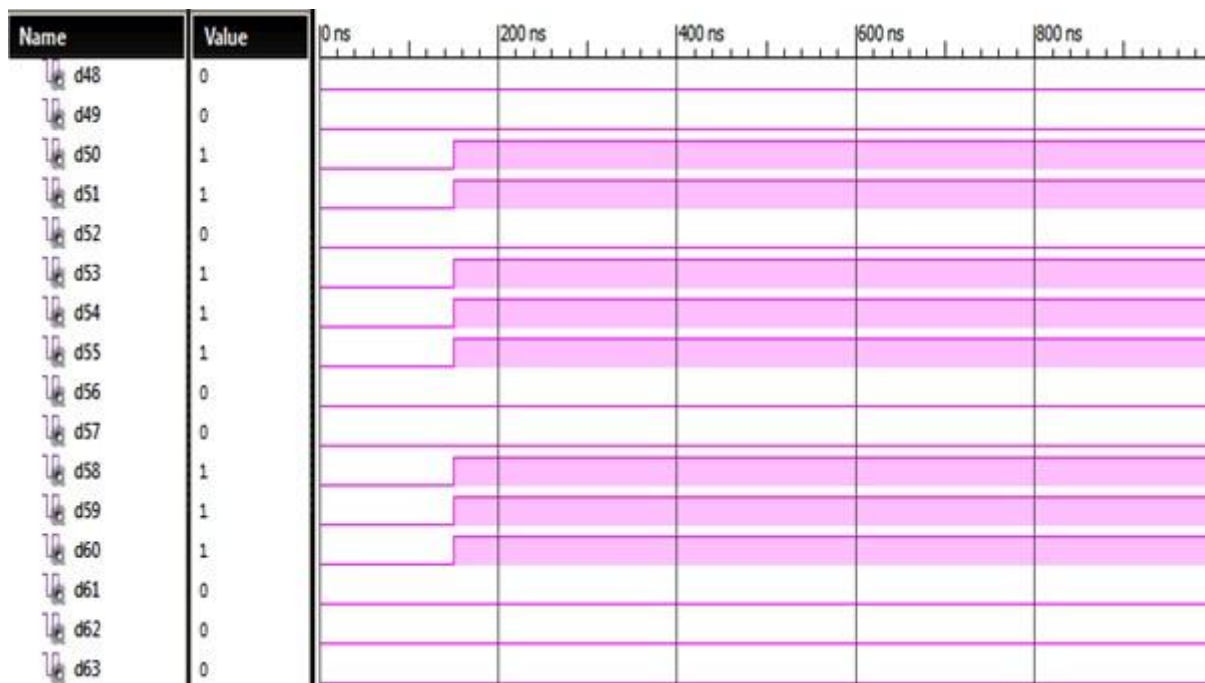 Name Value 0 ns 200 ns 400 ns 600 ns 800 ns
d48 0
d49 0
d50 1
d51 1
d52 0
d53 1
d54 1
d55 1
d56 0
d57 0
d58 1
d59 1
d60 1
d61 0
d62 0
d63 0